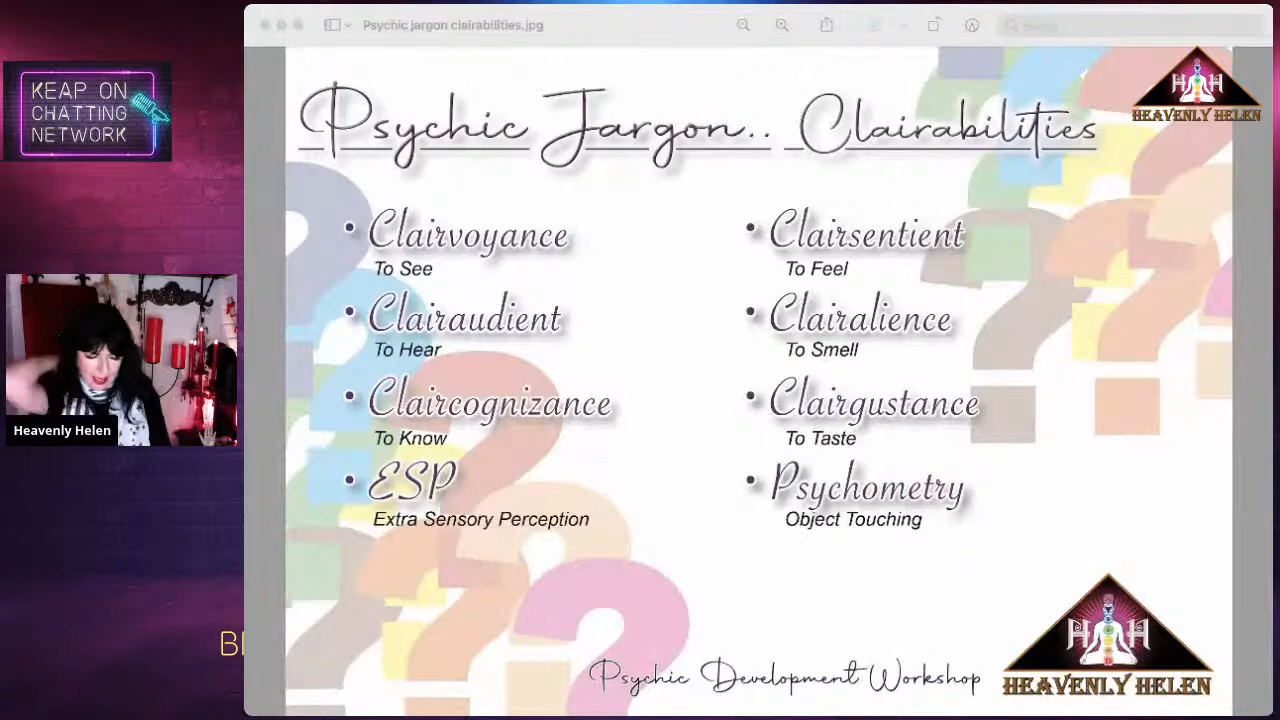 Psychic jargon clairabilities.jpg
KEAP ON
CHATTING
NETWORK
Psychic Jargon.. Clairabilities
HEAVENLY HELEN
• Clairvoyance
To See
• Clairaudient
To Hear
• Claircognizance
To Know
• ESP
Extra Sensory Perception
• Clairsentient
To Feel
• Clairalience
To Smell
• Clairgustance
To Taste
• Psychometry
Object Touching
Heavenly Helen
Psychic Development Workshop
H H
HEAVENLY HELEN